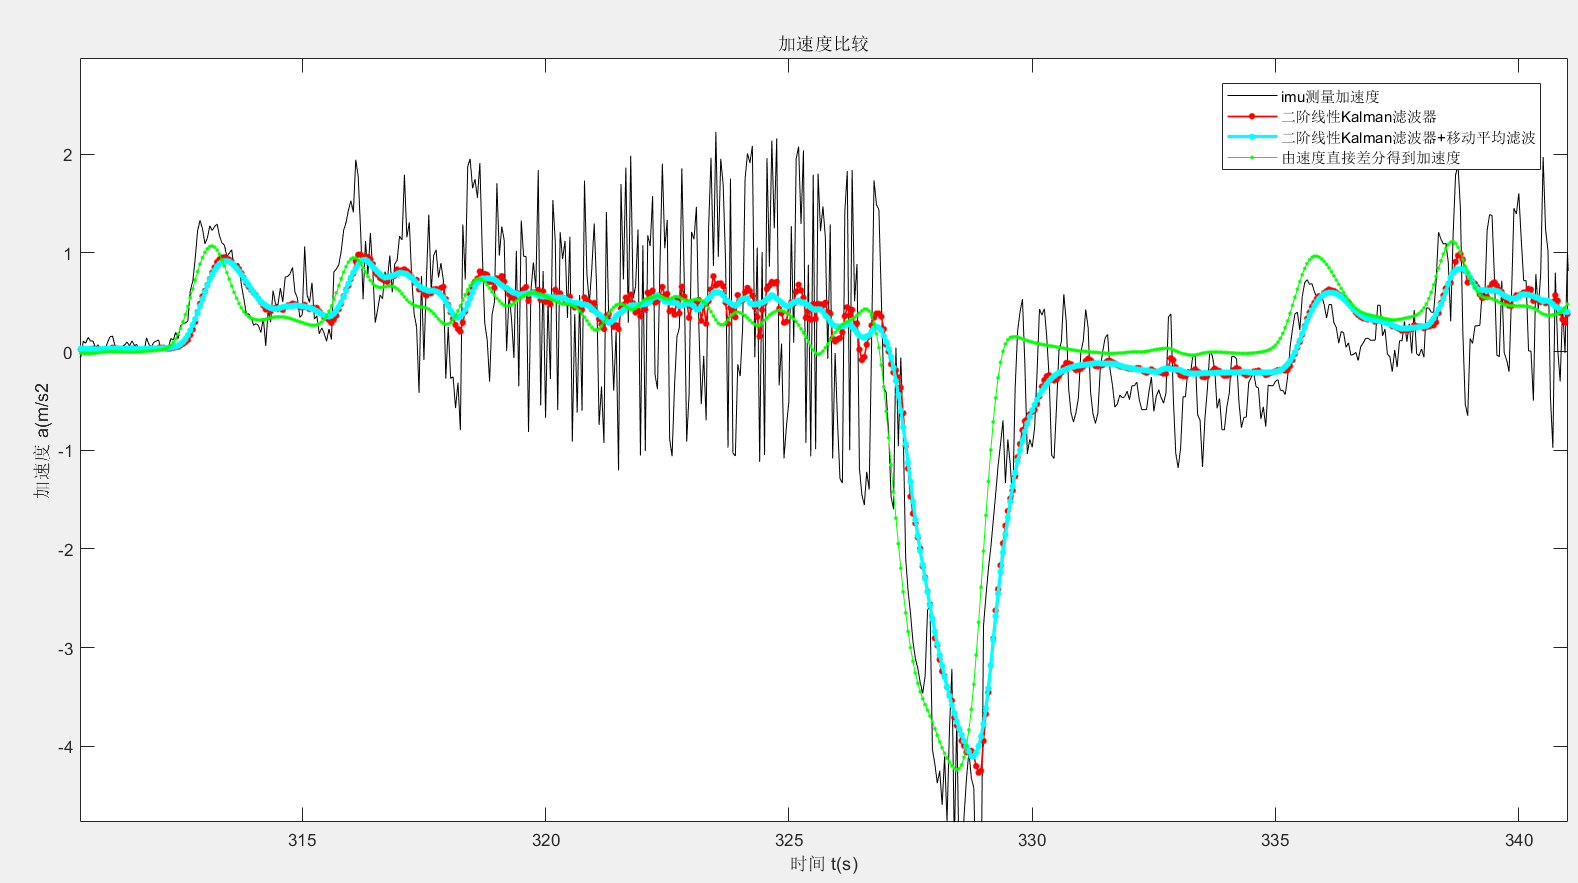 加速度比较
imu测量加速度
二阶线性Kalman滤波器
二阶线性Kalman滤波器+移动平均滤波
由速度直接差分得到加速度
2
1
0
-1
-2
-3
-4
加速度 a(m/s2
315 320 325 330 335 340
时间 t(s)